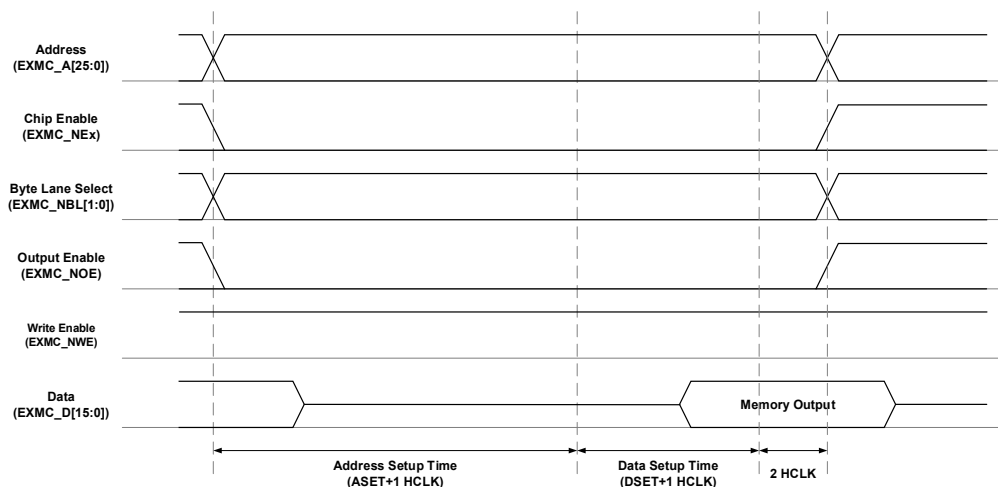 Address
(EXMC_A[25:0])
Chip Enable
(EXMC_NEx)
Byte Lane Select
(EXMC_NBL[1:0])
Output Enable
(EXMC_NOE)
Write Enable
(EXMC_NWE)
Data
(EXMC_D[15:0])
Memory Output
Address Setup Time
(ASET+1 HCLK)
Data Setup Time
(DSET+1 HCLK)
2 HCLK